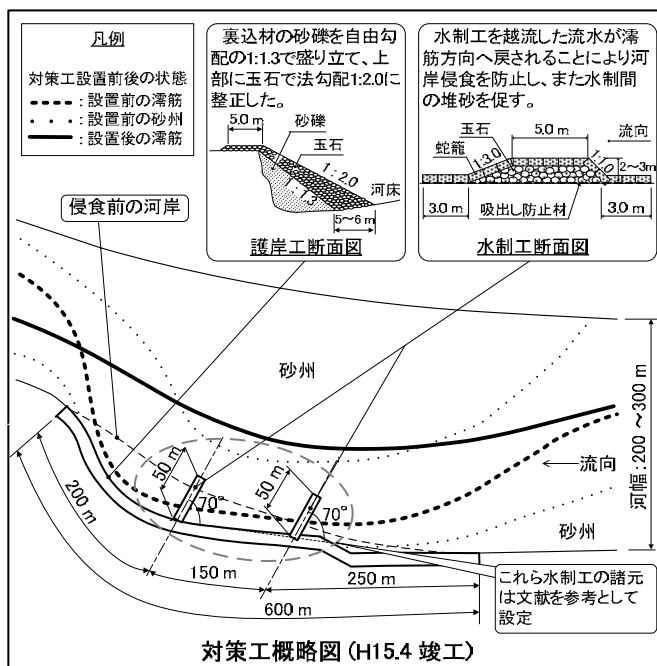 凡例
対策工設置前後の状態
:設置前の澪筋
:設置前の砂州
:設置後の澪筋
裏込材の砂礫を自由勾
配の1:1.3で盛り立て、上
部に玉石で法勾配1:2.0に
整正した。
5.0 m
砂礫
玉石
1:2.0
1:1.3
河床
5~6 m
護岸工断面図
水制工を越流した流水が澪
筋方向へ戻されることにより河
岸侵食を防止し、また水制間
の堆砂を促す。
玉石
5.0 m
流向
蛇籠
1:3.0
1:1.0
2~3m
3.0 m
吸出し防止材
3.0 m
水制工断面図
侵食前の河岸
砂州
河幅:200 ~300 m
流向
50 m
50 m
70°
70°
砂州
200 m
150 m
250 m
600 m
これら水制工の諸元
は文献を参考として
設定
対策工概略図(H15.4 竣工)